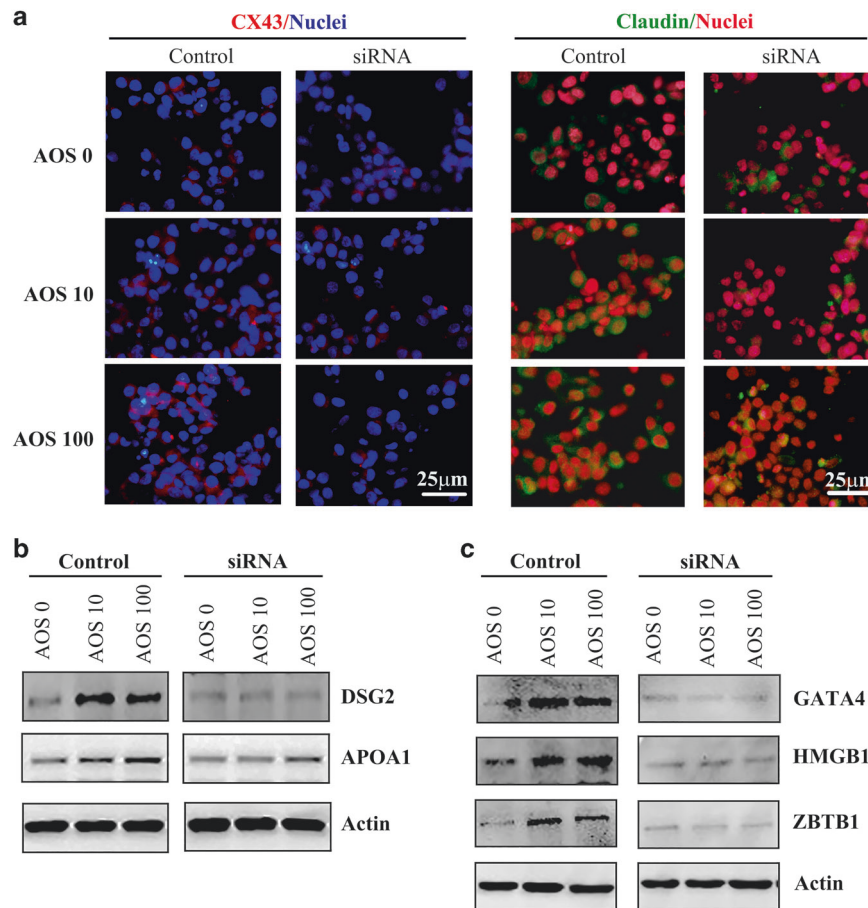 a
CX43/Nuclei
Claudin/Nuclei
Control
siRNA
Control
siRNA
AOS 0
AOS 10
AOS 100
25μm
25μm
b
Control
siRNA
AOS 0
AOS 10
AOS 100
AOS 0
AOS 10
AOS 100
DSG2
APOA1
Actin
c
Control
siRNA
AOS 0
AOS 10
AOS 100
AOS 0
AOS 10
AOS 100
GATA4
HMGB1
ZBTB1
Actin